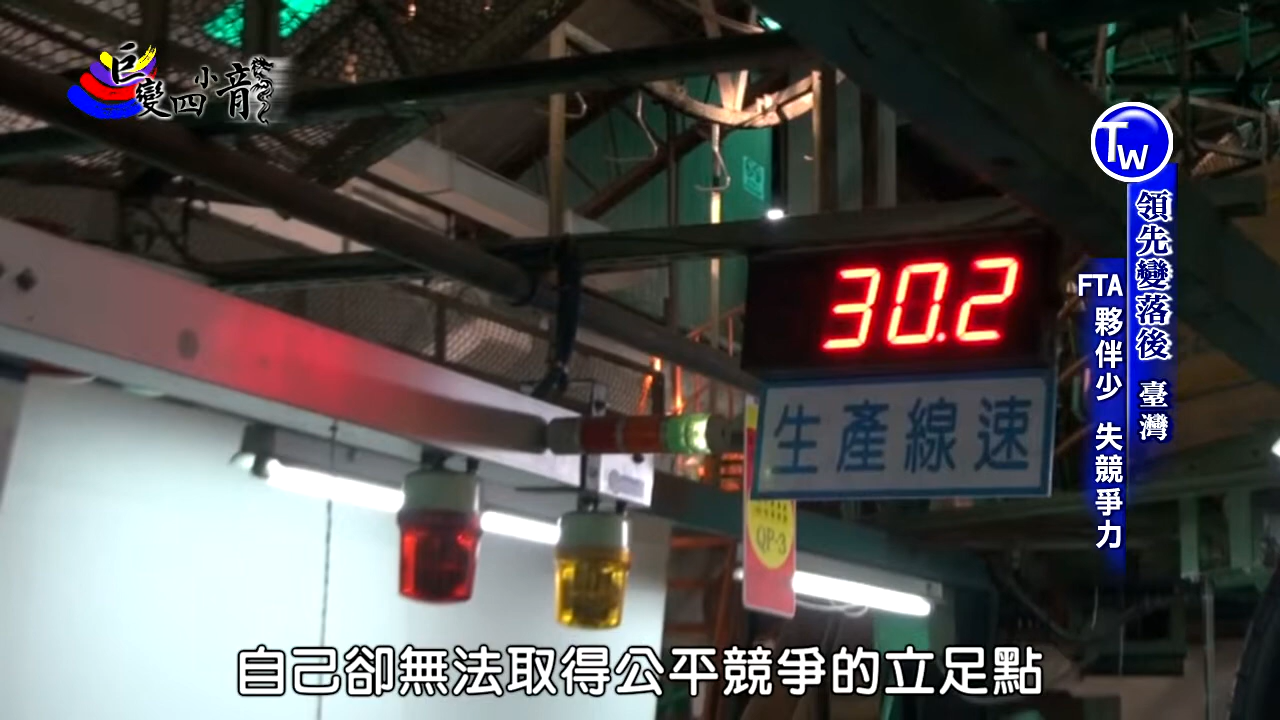 巨變四小龍
TW
領先變落後 臺灣
FTA 夥伴少 失競爭力
30.2
生產線速
QP-3
自己卻無法取得公平競爭的立足點